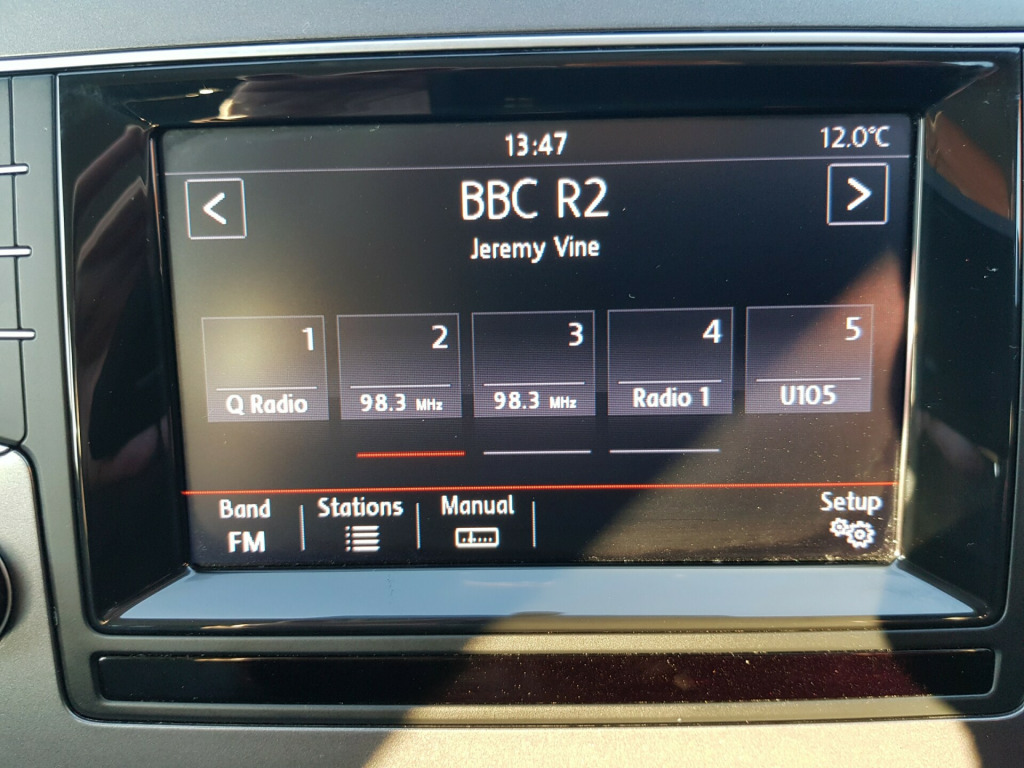 13:47 12.0°C
< BBC R2 >
Jeremy Vine
1 2 3 4 5
Q Radio 98.3 MHz 98.3 MHz Radio 1 U105
Band Stations Manual Setup
FM